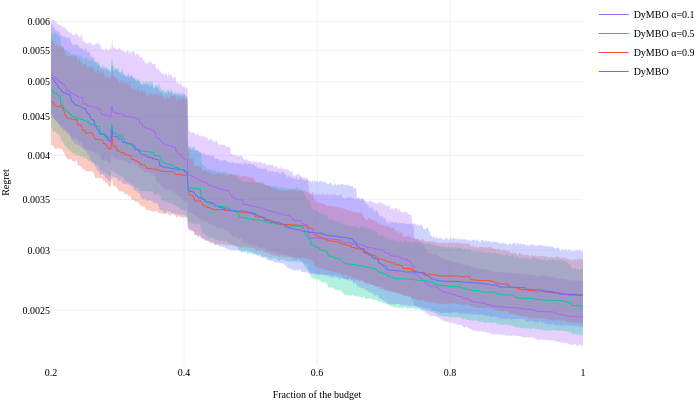 0.006
0.0055
0.005
0.0045
0.004
0.0035
0.003
0.0025
Regret
0.2
0.4
0.6
0.8
1
Fraction of the budget
DyMBO α=0.1
DyMBO α=0.5
DyMBO α=0.9
DyMBO